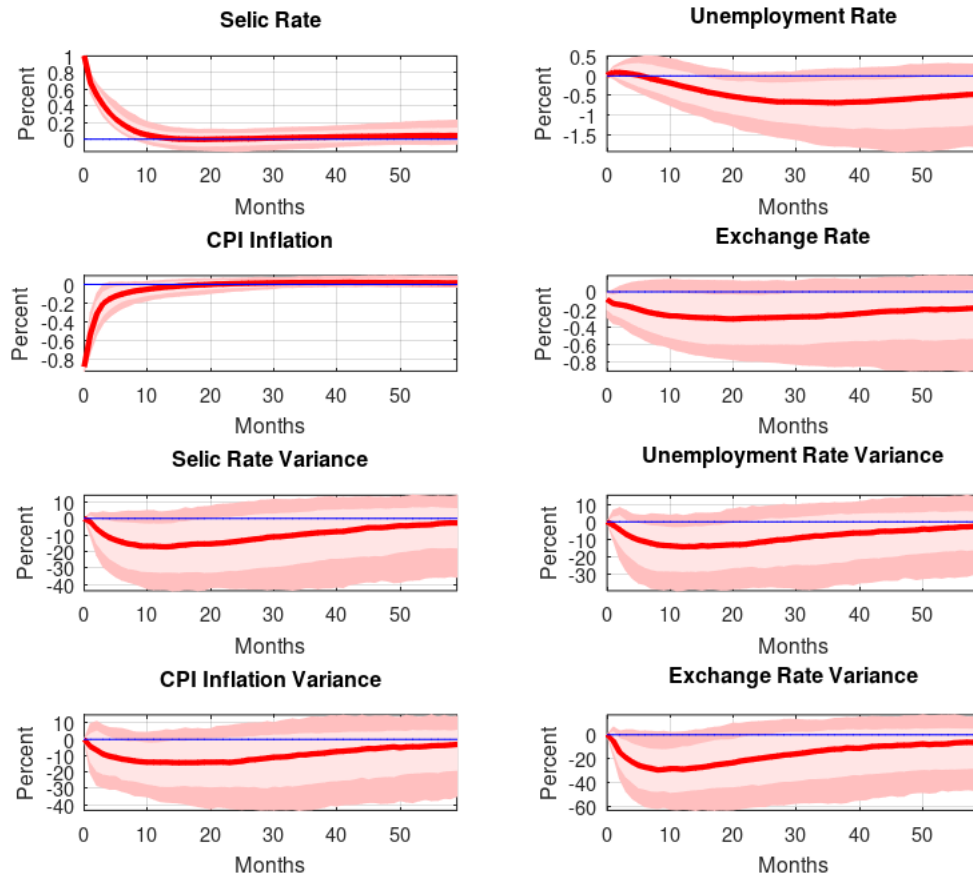 Selic Rate
Percent
1
0.8
0.6
0.4
0.2
0
0 10 20 30 40 50
Months
Unemployment Rate
Percent
0.5
0
-0.5
-1
-1.5
0 10 20 30 40 50
Months
CPI Inflation
Percent
0
-0.2
-0.4
-0.6
-0.8
0 10 20 30 40 50
Months
Exchange Rate
Percent
0
-0.2
-0.4
-0.6
-0.8
0 10 20 30 40 50
Months
Selic Rate Variance
Percent
10
0
-10
-20
-30
-40
0 10 20 30 40 50
Months
Unemployment Rate Variance
Percent
10
0
-10
-20
-30
0 10 20 30 40 50
Months
CPI Inflation Variance
Percent
10
0
-10
-20
-30
-40
0 10 20 30 40 50
Months
Exchange Rate Variance
Percent
0
-20
-40
-60
0 10 20 30 40 50
Months